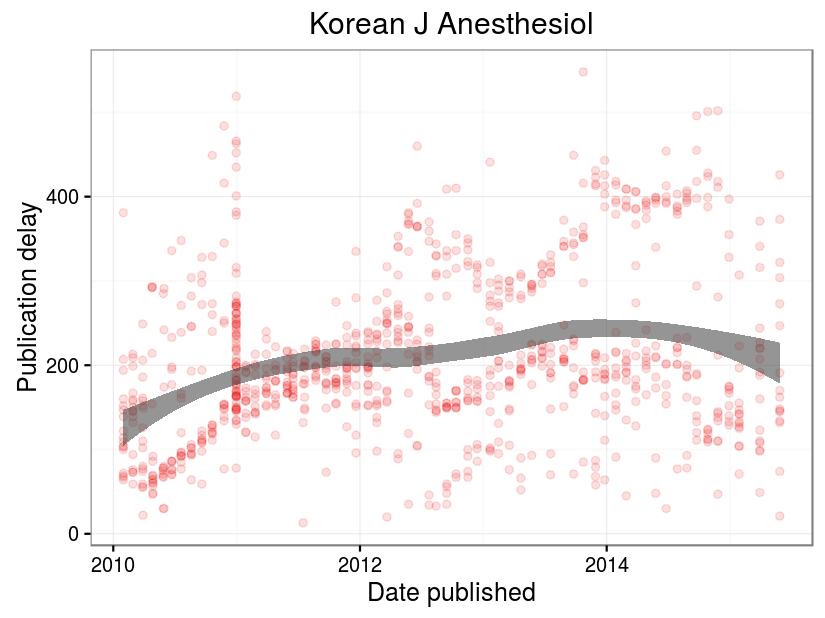 Korean J Anesthesiol
Publication delay
400
200
0
2010 2012 2014
Date published